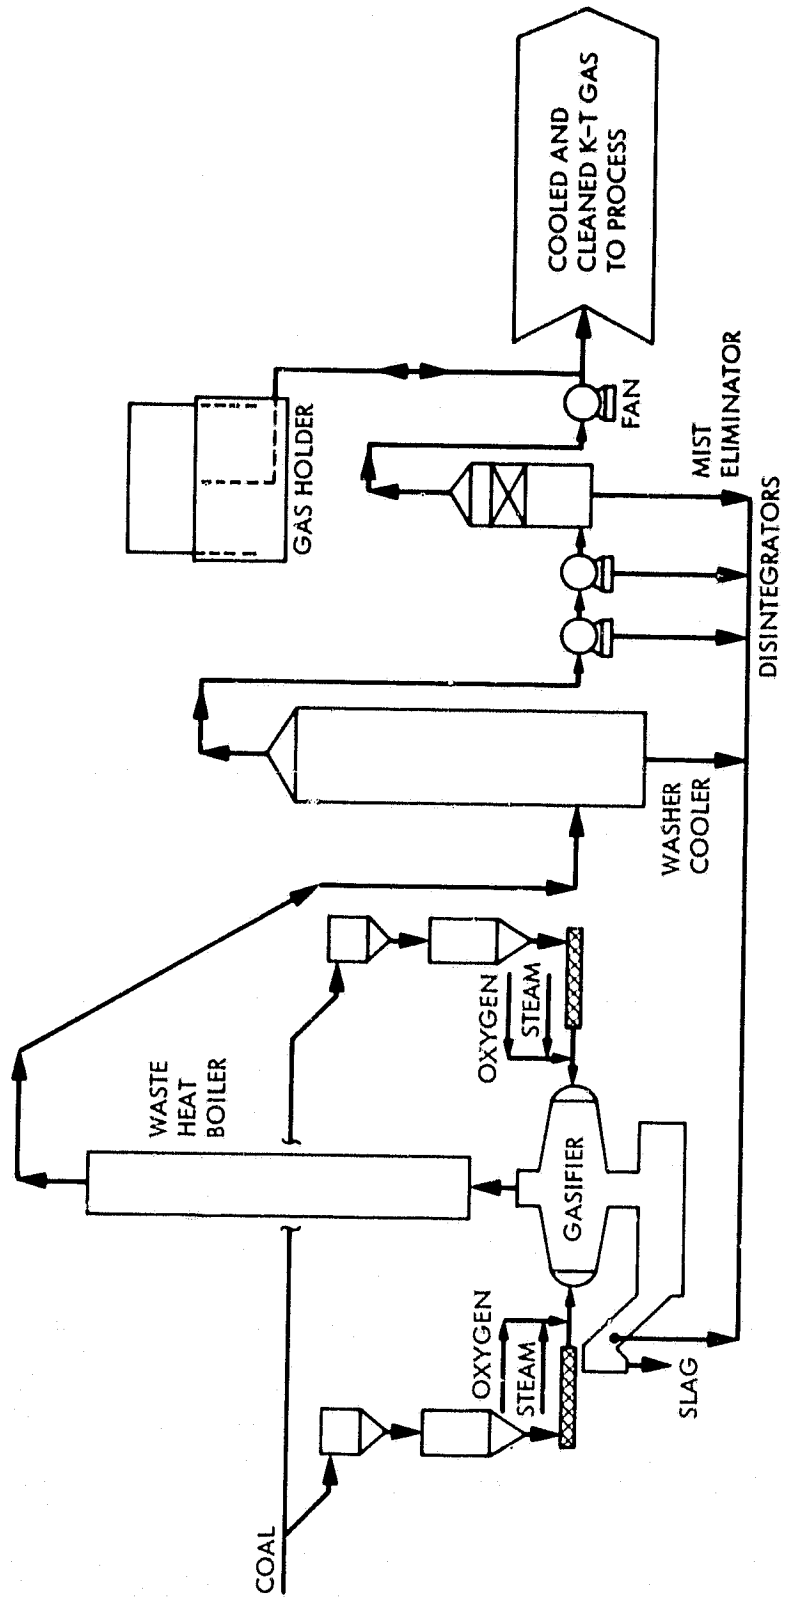 COAL
WASTE
HEAT
BOILER
OXYGEN
STEAM
GASIFIER
OXYGEN
STEAM
SLAG
WASHER
COOLER
GAS HOLDER
DISINTEGRATORS
MIST
ELIMINATOR
FAN
COOLED AND
CLEANED K-T GAS
TO PROCESS